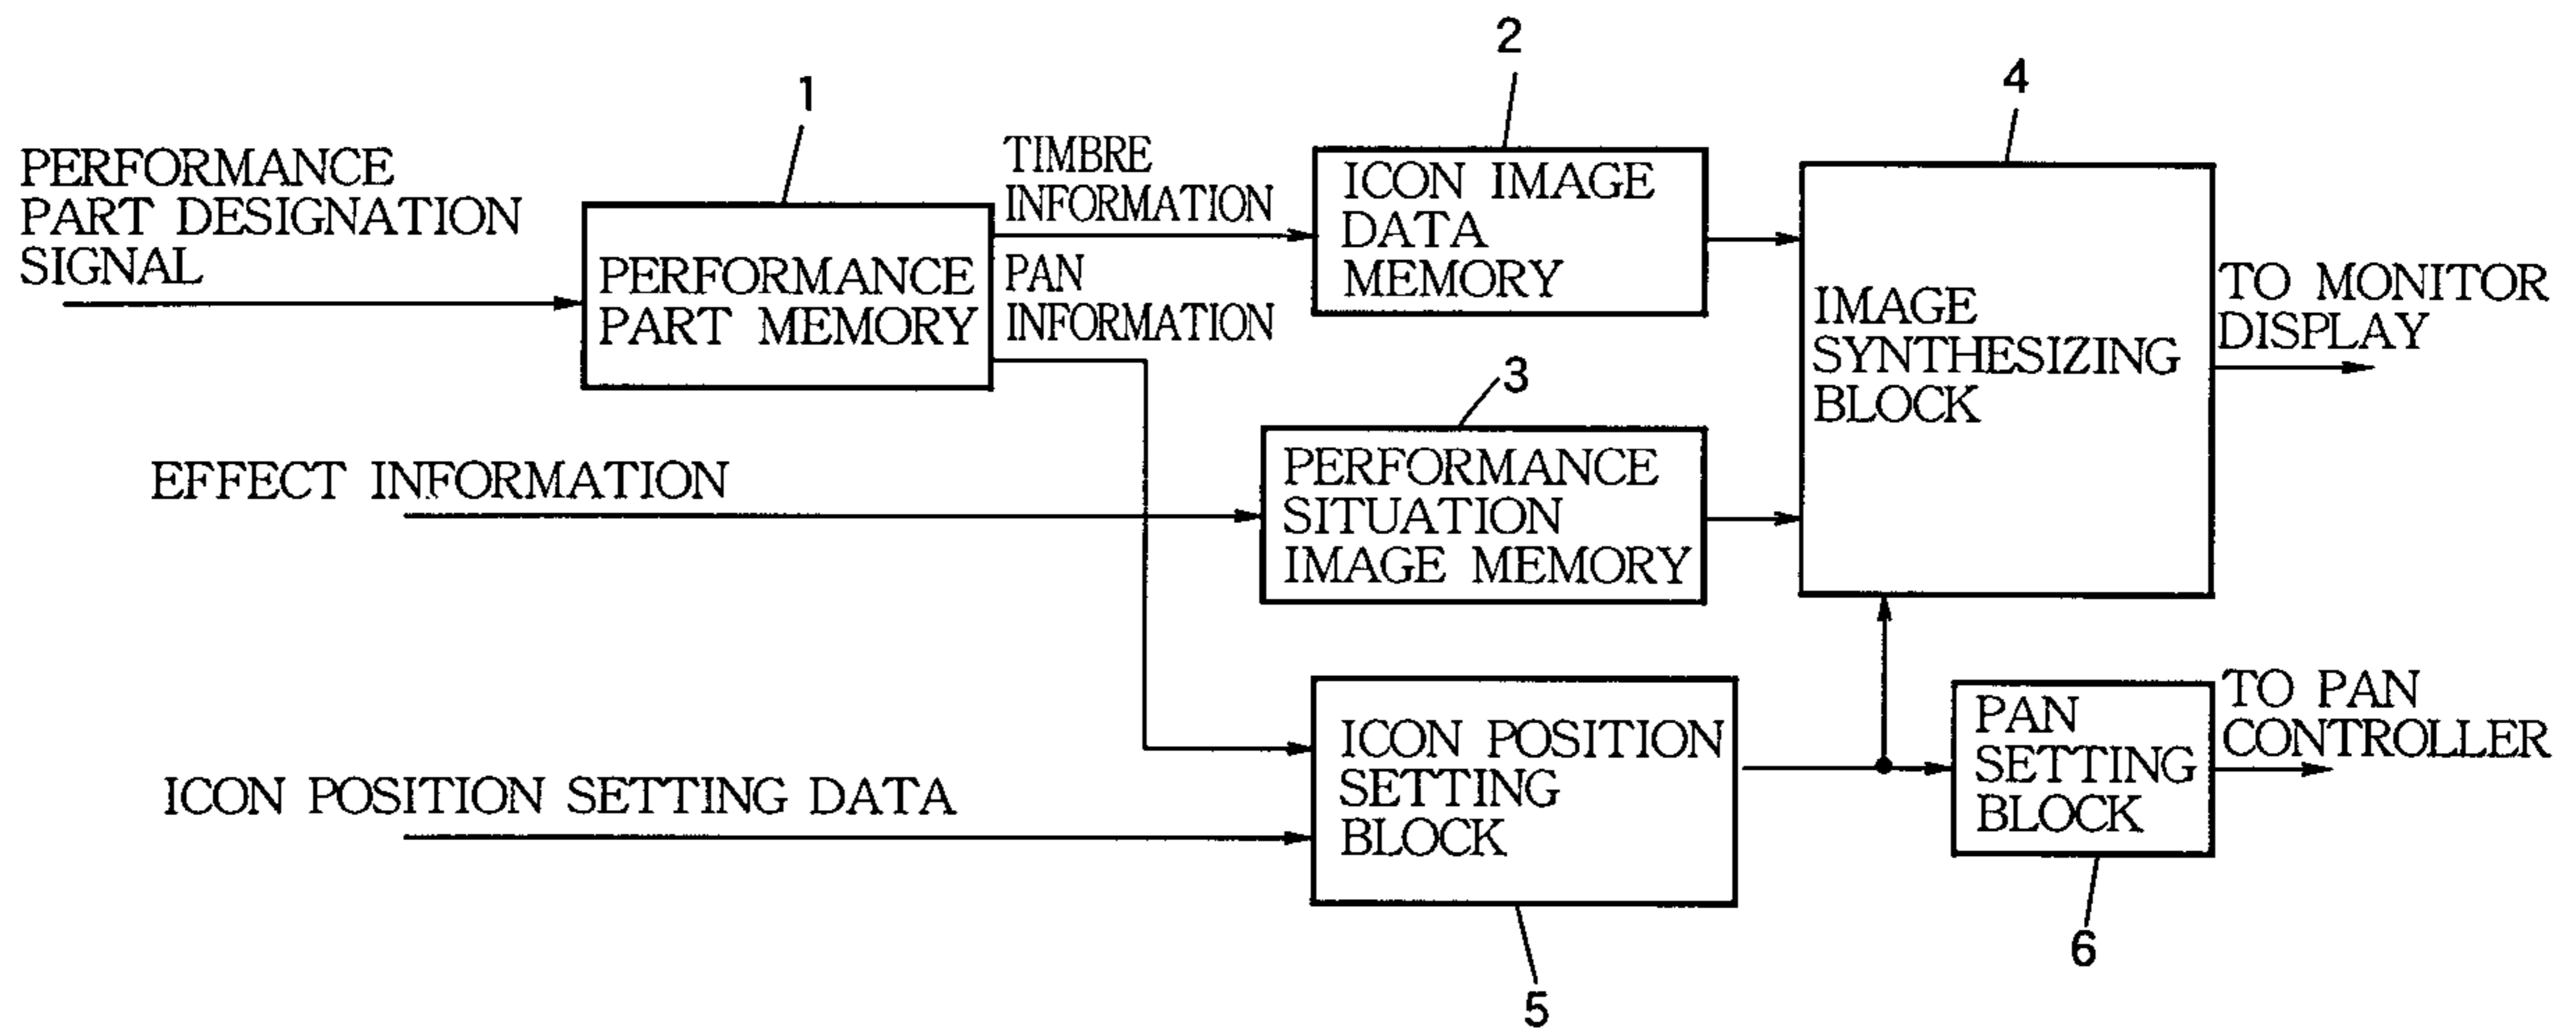 1
2
4
PERFORMANCE
PART DESIGNATION
SIGNAL
PERFORMANCE
PART MEMORY
TIMBRE
INFORMATION
PAN
INFORMATION
ICON IMAGE
DATA
MEMORY
IMAGE
SYNTHESIZING
BLOCK
TO MONITOR
DISPLAY
3
EFFECT INFORMATION
PERFORMANCE
SITUATION
IMAGE MEMORY
ICON POSITION SETTING DATA
ICON POSITION
SETTING
BLOCK
PAN
SETTING
BLOCK
TO PAN
CONTROLLER
5
6